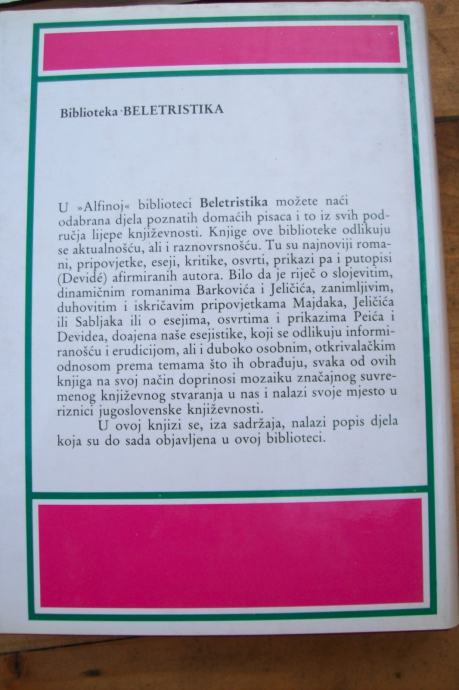 Biblioteka BELETRISTIKA
U »Alfinoj« biblioteci Beletristika možete naći
odabrana djela poznatih domaćih pisaca i to iz svih pod-
ručja lijepe književnosti. Knjige ove biblioteke odlikuju
se aktualnošću, ali i raznovrsnošću. Tu su najnoviji roma-
ni, pripovjetke, eseji, kritike, osvrti, prikazi pa i putopisi
(Devidé) afirmiranih autora. Bilo da je riječ o slojevitim,
dinamičnim romanima Barkovića i Jeličića, zanimljivim,
duhovitim i iskričavim pripovjetkama Majdaka, Jeličića
ili Sabljaka ili o esejima, osvrtima i prikazima Peića i
Devidea, doajena naše esejistike, koji se odlikuju informi-
ranošću i erudicijom, ali i duboko osobnim, otkrivalačkim
odnosom prema temama što ih obrađuju, svaka od ovih
knjiga na svoj način doprinosi mozaiku značajnog suvre-
menog književnog stvaranja u nas i nalazi svoje mjesto u
riznici jugoslovenske književnosti.
U ovoj knjizi se, iza sadržaja, nalazi popis djela
koja su do sada objavljena u ovoj biblioteci.